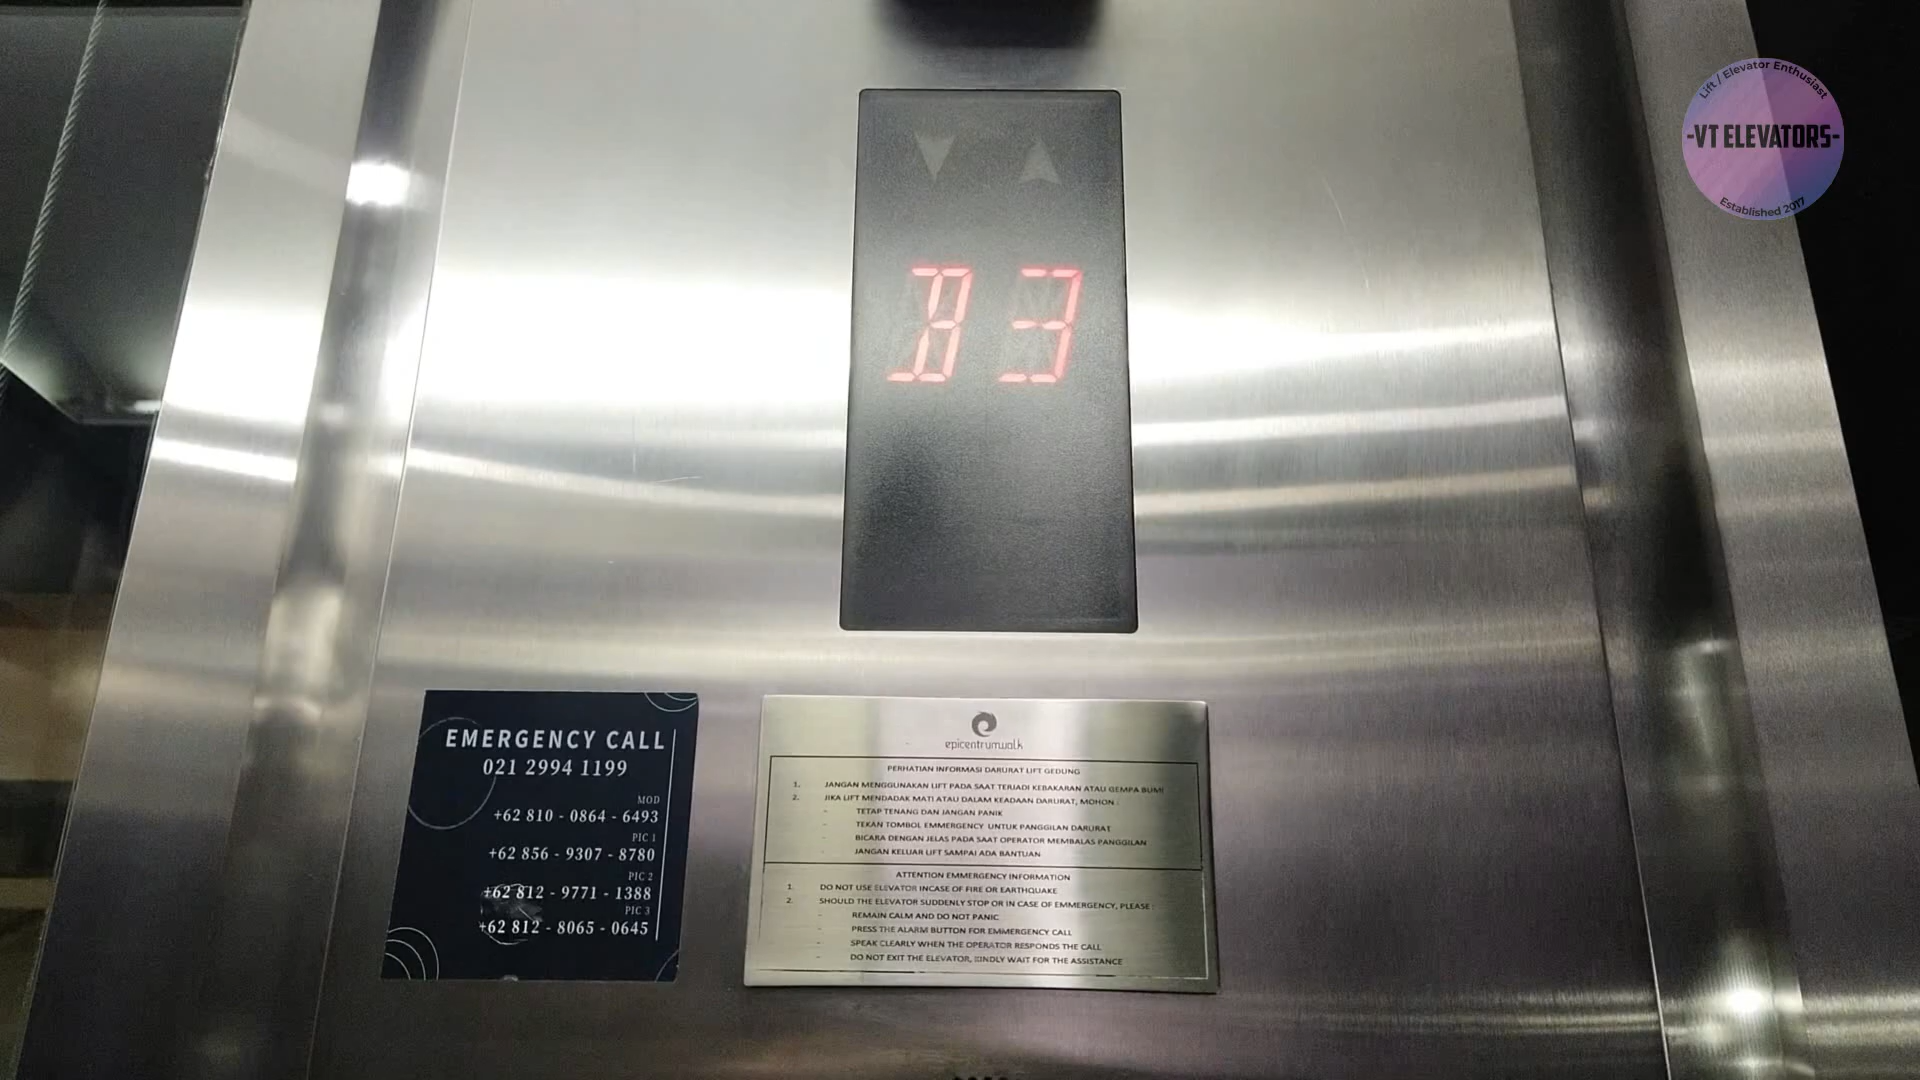 Lift / Elevator Enthusiast
-VT ELEVATORS-
Established 2017
B3
EMERGENCY CALL
021 2994 1199
MOD
+62 810 - 0864 - 6493
PIC 1
+62 856 - 9307 - 8780
PIC 2
+62 812 - 9771 - 1388
PIC 3
+62 812 - 8065 - 0645
epicentrumwalk
PERHATIAN INFORMASI DARURAT LIFT GEDUNG
1. JANGAN MENGGUNAKAN LIFT PADA SAAT TERJADI KEBAKARAN ATAU GEMPA BUMI
2. JIKA LIFT MENDADAK MATI ATAU DALAM KEADAAN DARURAT, MOHON :
- TETAP TENANG DAN JANGAN PANIK
- TEKAN TOMBOL EMMERGENCY UNTUK PANGGILAN DARURAT
- BICARA DENGAN JELAS PADA SAAT OPERATOR MEMBALAS PANGGILAN
- JANGAN KELUAR LIFT SAMPAI ADA BANTUAN
ATTENTION EMMERGENCY INFORMATION
1. DO NOT USE ELEVATOR INCASE OF FIRE OR EARTHQUAKE
2. SHOULD THE ELEVATOR SUDDENLY STOP OR IN CASE OF EMMERGENCY, PLEASE :
- REMAIN CALM AND DO NOT PANIC
- PRESS THE ALARM BUTTON FOR EMMERGENCY CALL
- SPEAK CLEARLY WHEN THE OPERATOR RESPONDS THE CALL
- DO NOT EXIT THE ELEVATOR, KINDLY WAIT FOR THE ASSISTANCE